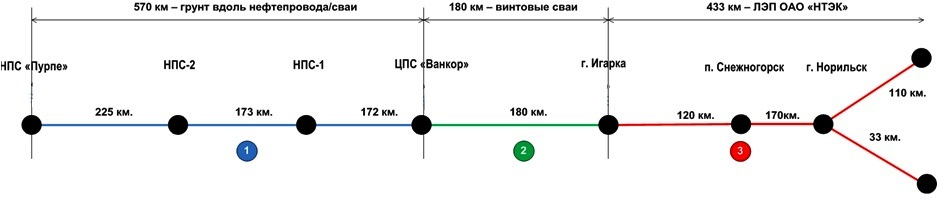 570 км – грунт вдоль нефтепровода/сваи
180 км – винтовые сваи
433 км – ЛЭП ОАО «НТЭК»
НПС «Пурпе»
НПС-2
НПС-1
ЦПС «Ванкор»
г. Игарка
п. Снежногорск
г. Норильск
225 км.
173 км.
172 км.
180 км.
120 км.
170км.
110 км.
33 км.
1
2
3